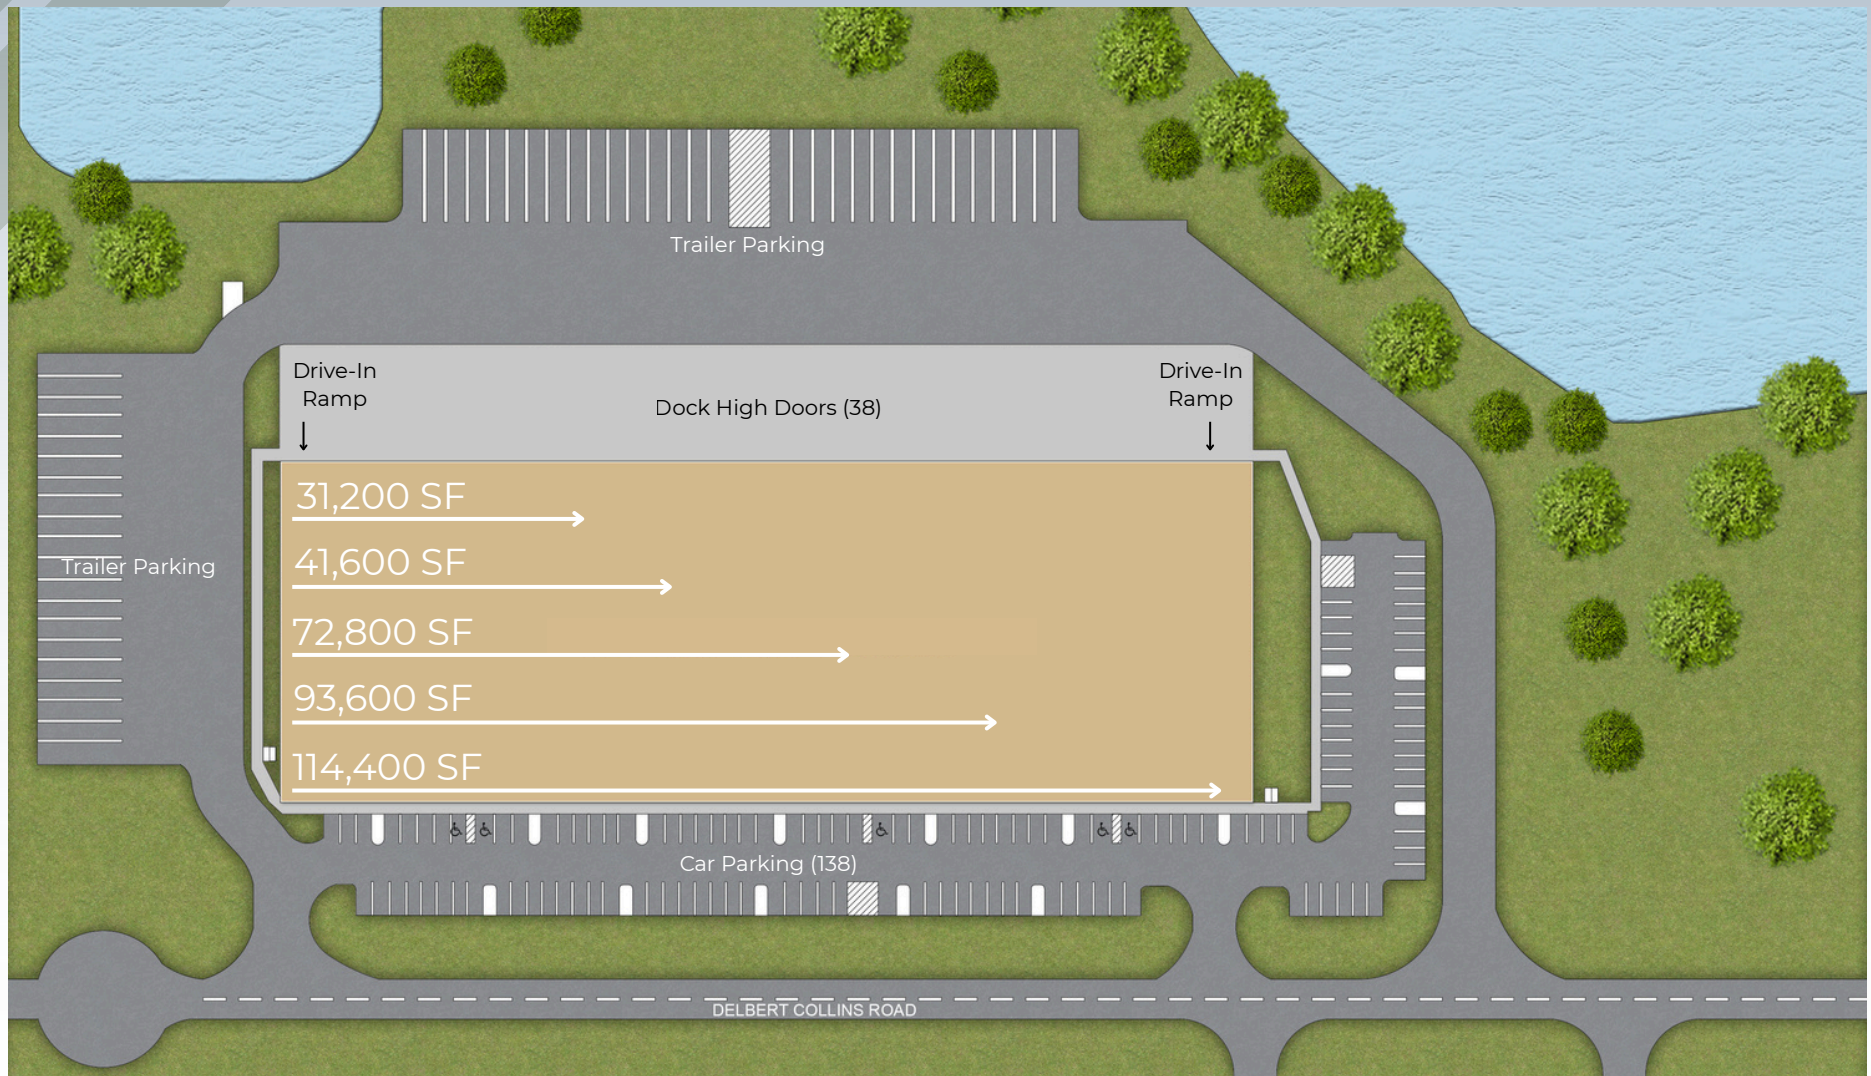 Trailer Parking
Drive-In
Ramp
Dock High Doors (38)
Drive-In
Ramp
31,200 SF
41,600 SF
72,800 SF
93,600 SF
114,400 SF
Trailer Parking
Car Parking (138)
DELBERT COLLINS ROAD